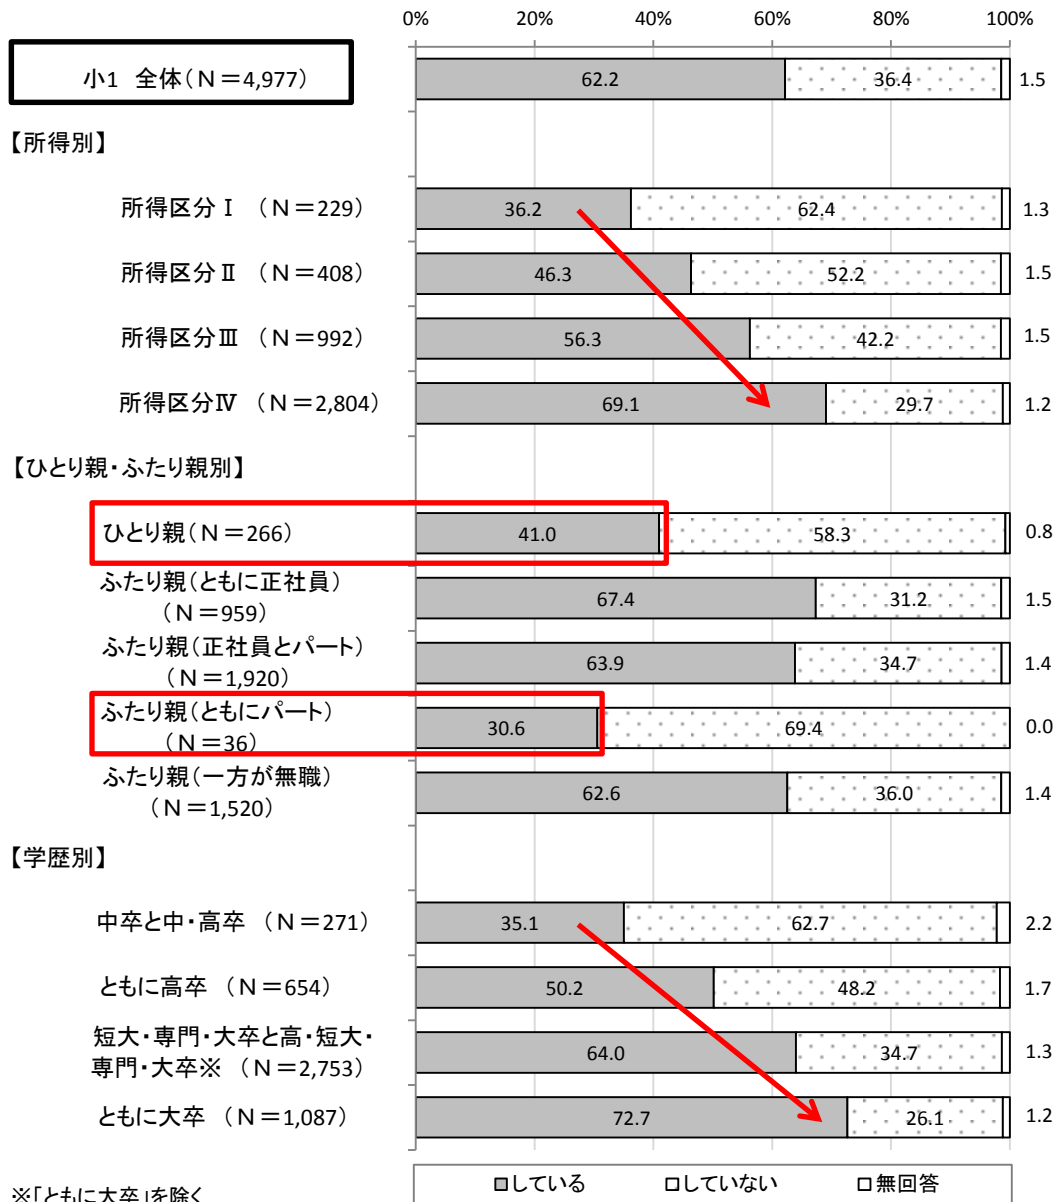 0% 20% 40% 60% 80% 100%
小1 全体(N=4,977) 62.2 36.4 1.5
【所得別】
所得区分Ⅰ (N=229) 36.2 62.4 1.3
所得区分Ⅱ (N=408) 46.3 52.2 1.5
所得区分Ⅲ (N=992) 56.3 42.2 1.5
所得区分Ⅳ (N=2,804) 69.1 29.7 1.2
【ひとり親・ふたり親別】
ひとり親(N=266) 41.0 58.3 0.8
ふたり親(ともに正社員)
(N=959) 67.4 31.2 1.5
ふたり親(正社員とパート)
(N=1,920) 63.9 34.7 1.4
ふたり親(ともにパート)
(N=36) 30.6 69.4 0.0
ふたり親(一方が無職)
(N=1,520) 62.6 36.0 1.4
【学歴別】
中卒と中・高卒 (N=271) 35.1 62.7 2.2
ともに高卒 (N=654) 50.2 48.2 1.7
短大・専門・大卒と高・短大・
専門・大卒※ (N=2,753) 64.0 34.7 1.3
ともに大卒 (N=1,087) 72.7 26.1 1.2
※「ともに大卒」を除く
している していない 無回答